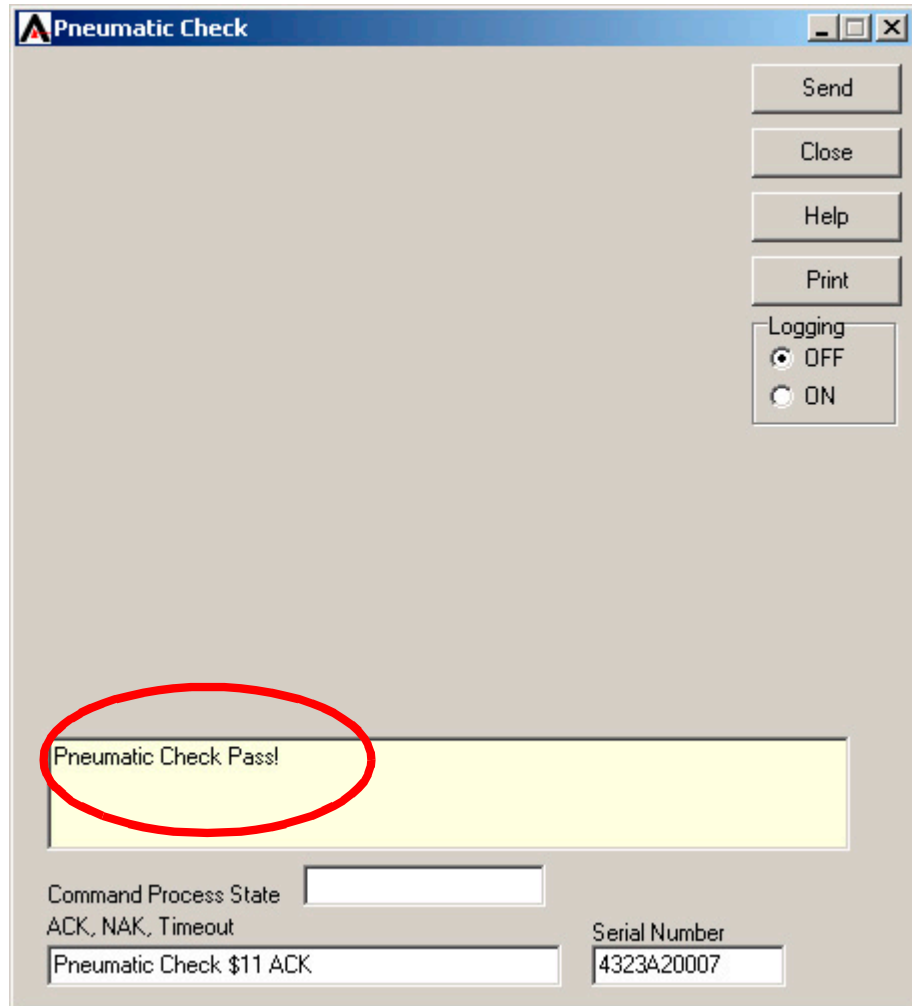 Pneumatic Check
Send
Close
Help
Print
Logging
OFF
ON
Pneumatic Check Pass!
Command Process State
ACK, NAK, Timeout
Serial Number
Pneumatic Check $11 ACK
4323A20007